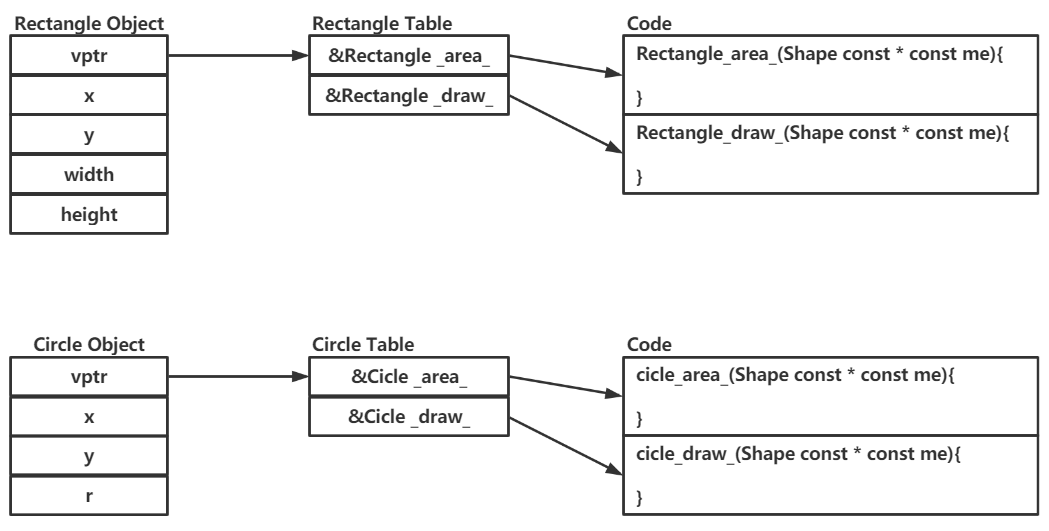 Rectangle Object
Rectangle Table
Code
vptr
x
y
width
height
&Rectangle _area_
&Rectangle _draw_
Rectangle_area_(Shape const * const me){
}
Rectangle_draw_(Shape const * const me){
}
Circle Object
Circle Table
Code
vptr
x
y
r
&Cicle _area_
&Cicle _draw_
cicle_area_(Shape const * const me){
}
cicle_draw_(Shape const * const me){
}